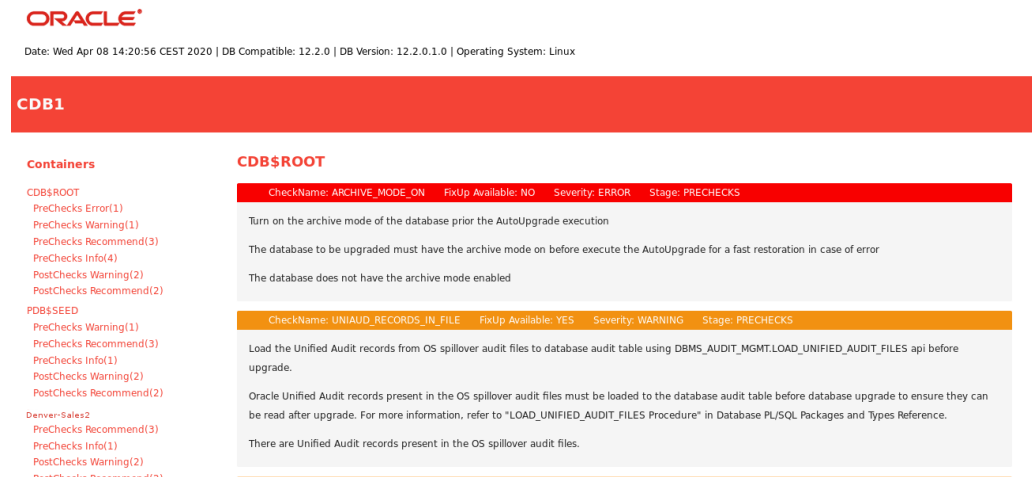 ORACLE
Date: Wed Apr 08 14:20:56 CEST 2020 | DB Compatible: 12.2.0 | DB Version: 12.2.0.1.0 | Operating System: Linux
CDB1
Containers
CDB$ROOT
PreChecks Error(1)
PreChecks Warning(1)
PreChecks Recommend(3)
PreChecks Info(4)
PostChecks Warning(2)
PostChecks Recommend(2)
PDB$SEED
PreChecks Warning(1)
PreChecks Recommend(3)
PreChecks Info(1)
PostChecks Warning(2)
PostChecks Recommend(2)
Denver-Sales2
PreChecks Recommend(3)
PreChecks Info(1)
PostChecks Warning(2)
PostChecks Recommend(2)
CDB$ROOT
CheckName: ARCHIVE_MODE_ON FixUp Available: NO Severity: ERROR Stage: PRECHECKS
Turn on the archive mode of the database prior the AutoUpgrade execution
The database to be upgraded must have the archive mode on before execute the AutoUpgrade for a fast restoration in case of error
The database does not have the archive mode enabled
CheckName: UNIAUD_RECORDS_IN_FILE FixUp Available: YES Severity: WARNING Stage: PRECHECKS
Load the Unified Audit records from OS spillover audit files to database audit table using DBMS_AUDIT_MGMT.LOAD_UNIFIED_AUDIT_FILES api before
upgrade.
Oracle Unified Audit records present in the OS spillover audit files must be loaded to the database audit table before database upgrade to ensure they can
be read after upgrade. For more information, refer to "LOAD_UNIFIED_AUDIT_FILES Procedure" in Database PL/SQL Packages and Types Reference.
There are Unified Audit records present in the OS spillover audit files.